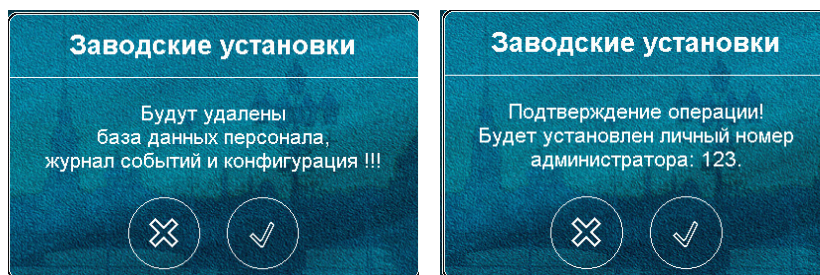 Заводские установки
Будут удалены
база данных персонала,
журнал событий и конфигурация !!!
Заводские установки
Подтверждение операции!
Будет установлен личный номер
администратора: 123.